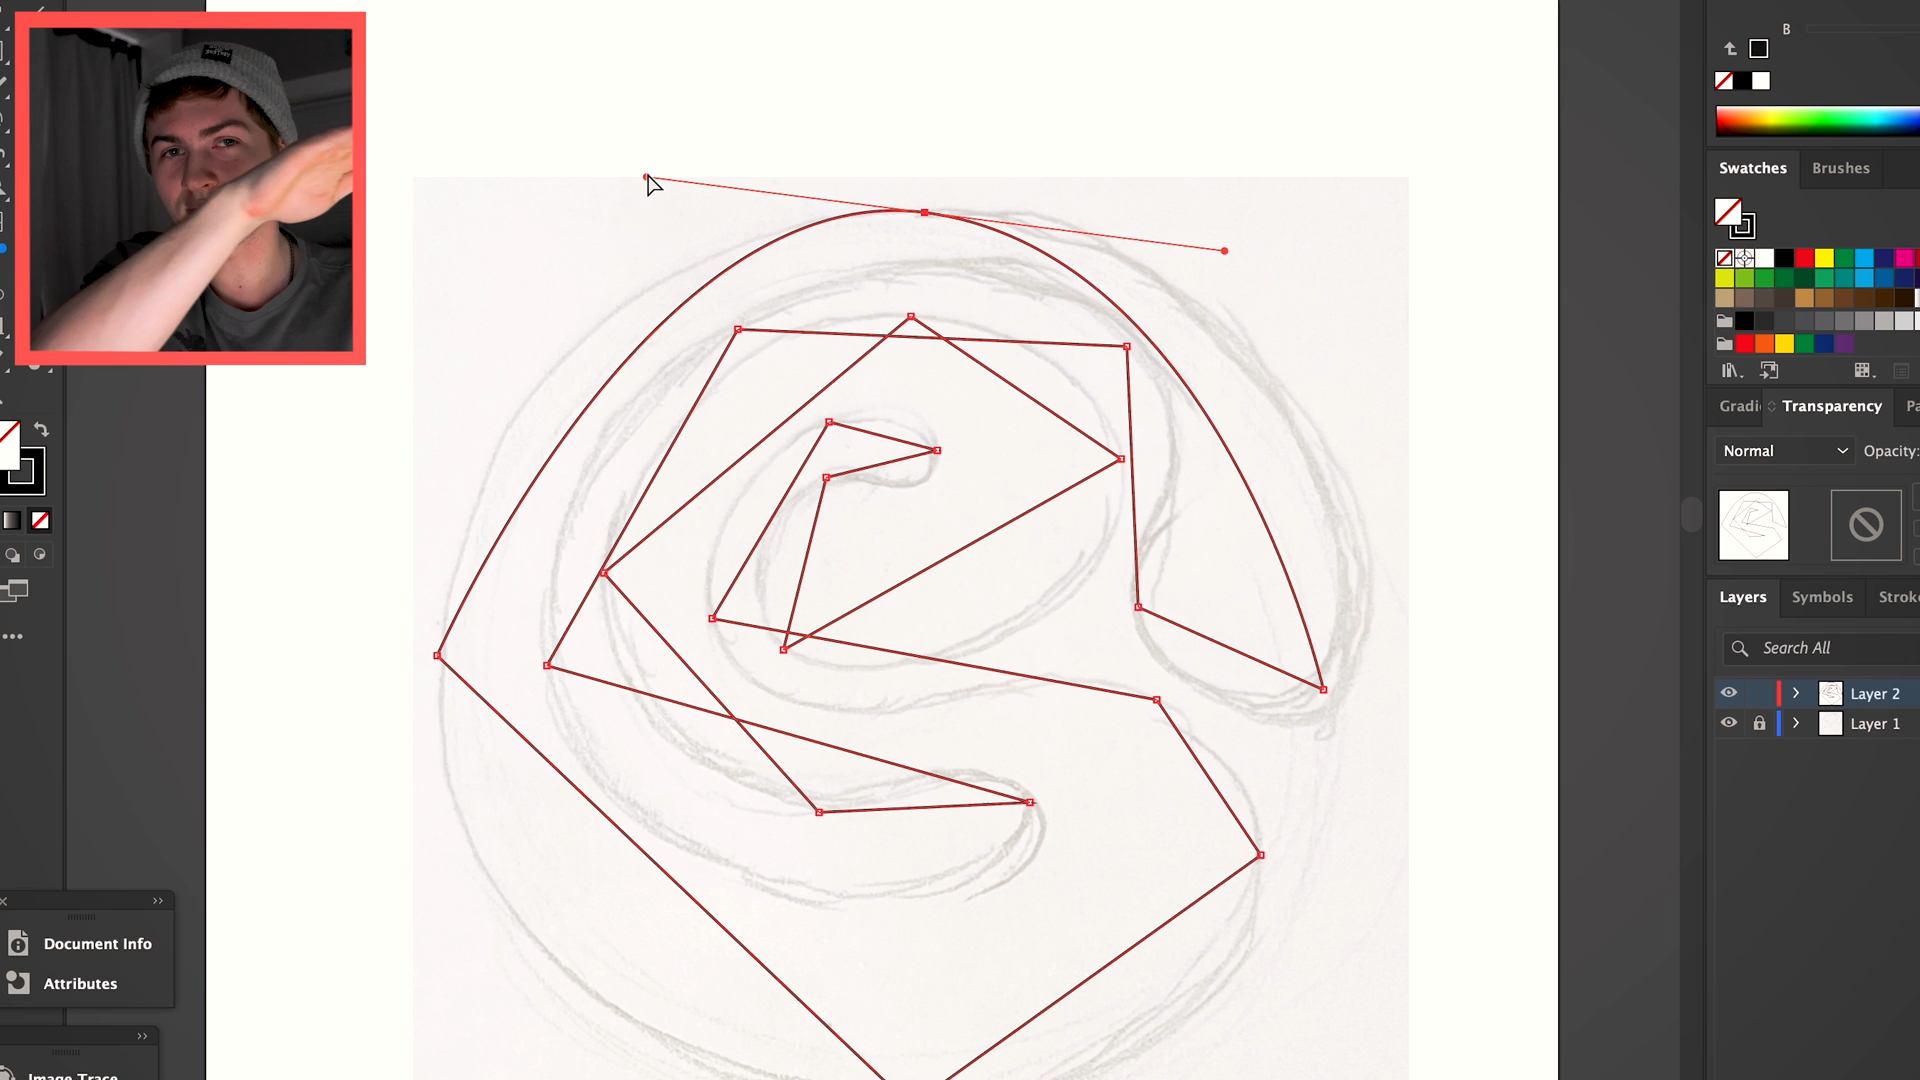 B
Swatches
Brushes
Gradi
Transparency
Pa
Normal
Opacity:
Layers
Symbols
Stroke
Search All
Layer 2
Layer 1
Document Info
Attributes
Image Trace